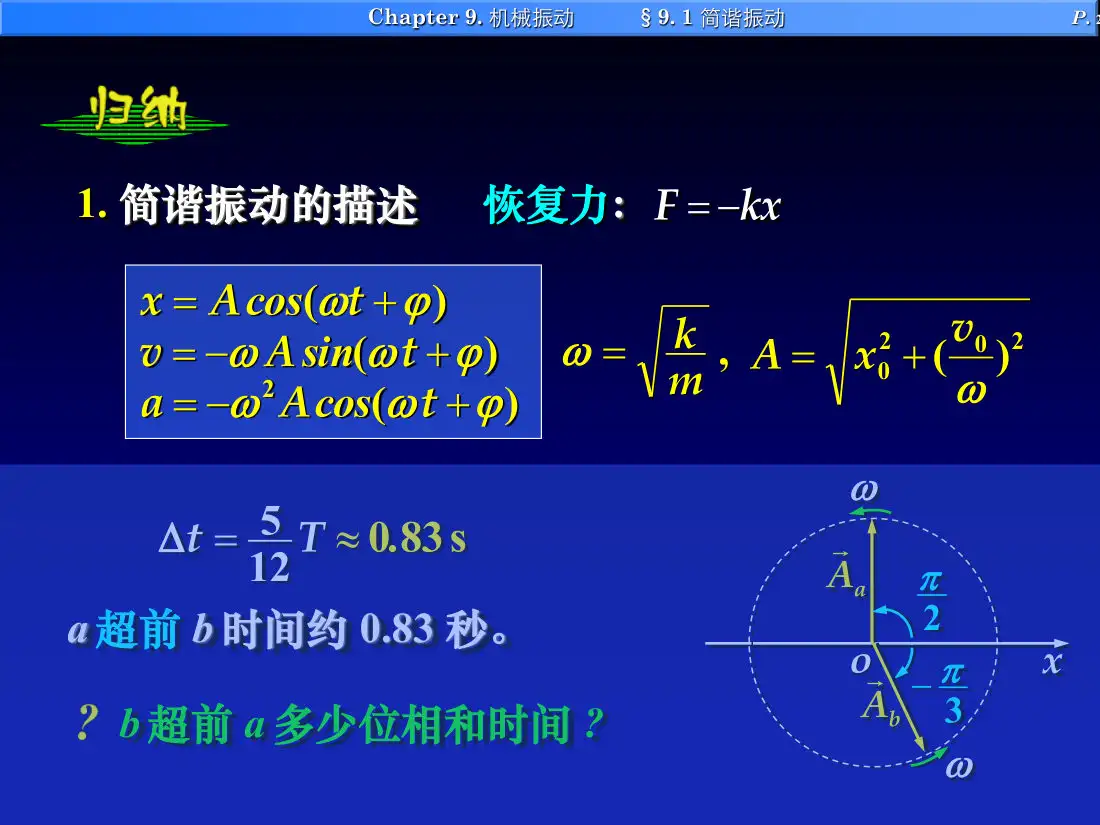 Chapter 9. 机械振动 §9.1 简谐振动 P.
归纳
1. 简谐振动的描述 恢复力： F = −kx
x = A cos(ωt + φ)
v = −ω A sin(ω t + φ)
a = −ω² A cos(ω t + φ)
ω = √(k/m) , A = √(x₀² + (v₀/ω)²)
Δt = 5/12 T ≈ 0.83 s
a 超前 b 时间约 0.83 秒。
? b 超前 a 多少位相和时间？
ω
A⃗a
π/2
o
x
A⃗b
−π/3
ω